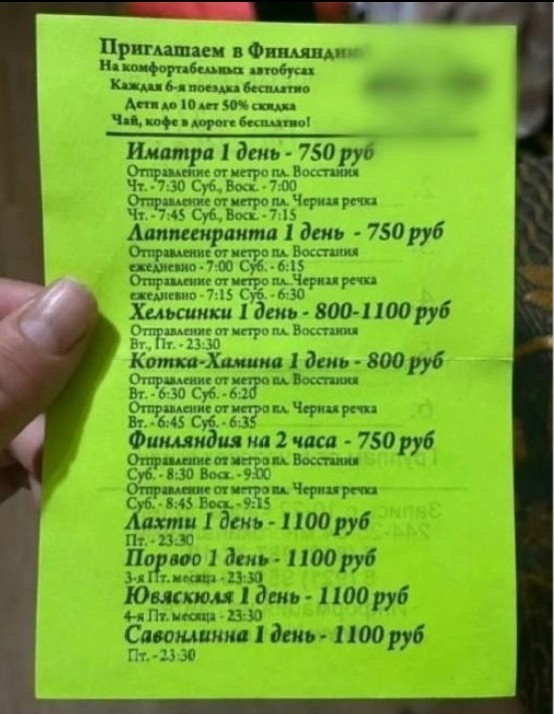 Приглашаем в Финляндию!
На комфортабельных автобусах
Каждая 6-я поездка бесплатно
Дети до 10 лет 50% скидка
Чай, кофе в дороге бесплатно!
Иматра 1 день - 750 руб
Отправление от метро пл. Восстания
Чт. - 7:30 Суб., Воск. - 7:00
Отправление от метро пл. Черная речка
Чт. - 7:45 Суб., Воск. - 7:15
Лаппеенранта 1 день - 750 руб
Отправление от метро пл. Восстания
ежедневно - 7:00 Суб. - 6:15
Отправление от метро пл. Черная речка
ежедневно - 7:15 Суб. - 6:30
Хельсинки 1 день - 800-1100 руб
Отправление от метро пл. Восстания
Вт., Пт. - 23:30
Котка-Хамина 1 день - 800 руб
Отправление от метро пл. Восстания
Вт. - 6:30 Суб. - 6:20
Отправление от метро пл. Черная речка
Вт. - 6:45 Суб. - 6:35
Финляндия на 2 часа - 750 руб
Отправление от метро пл. Восстания
Суб. - 8:30 Воск. - 9:00
Отправление от метро пл. Черная речка
Суб. - 8:45 Воск. - 9:15
Лахти 1 день - 1100 руб
Пт. - 23:30
Порвоо 1 день - 1100 руб
3-я Пт. месяца - 23:30
Ювяскюля 1 день - 1100 руб
4-я Пт. месяца - 23:30
Савонлинна 1 день - 1100 руб
Пт. - 23:30